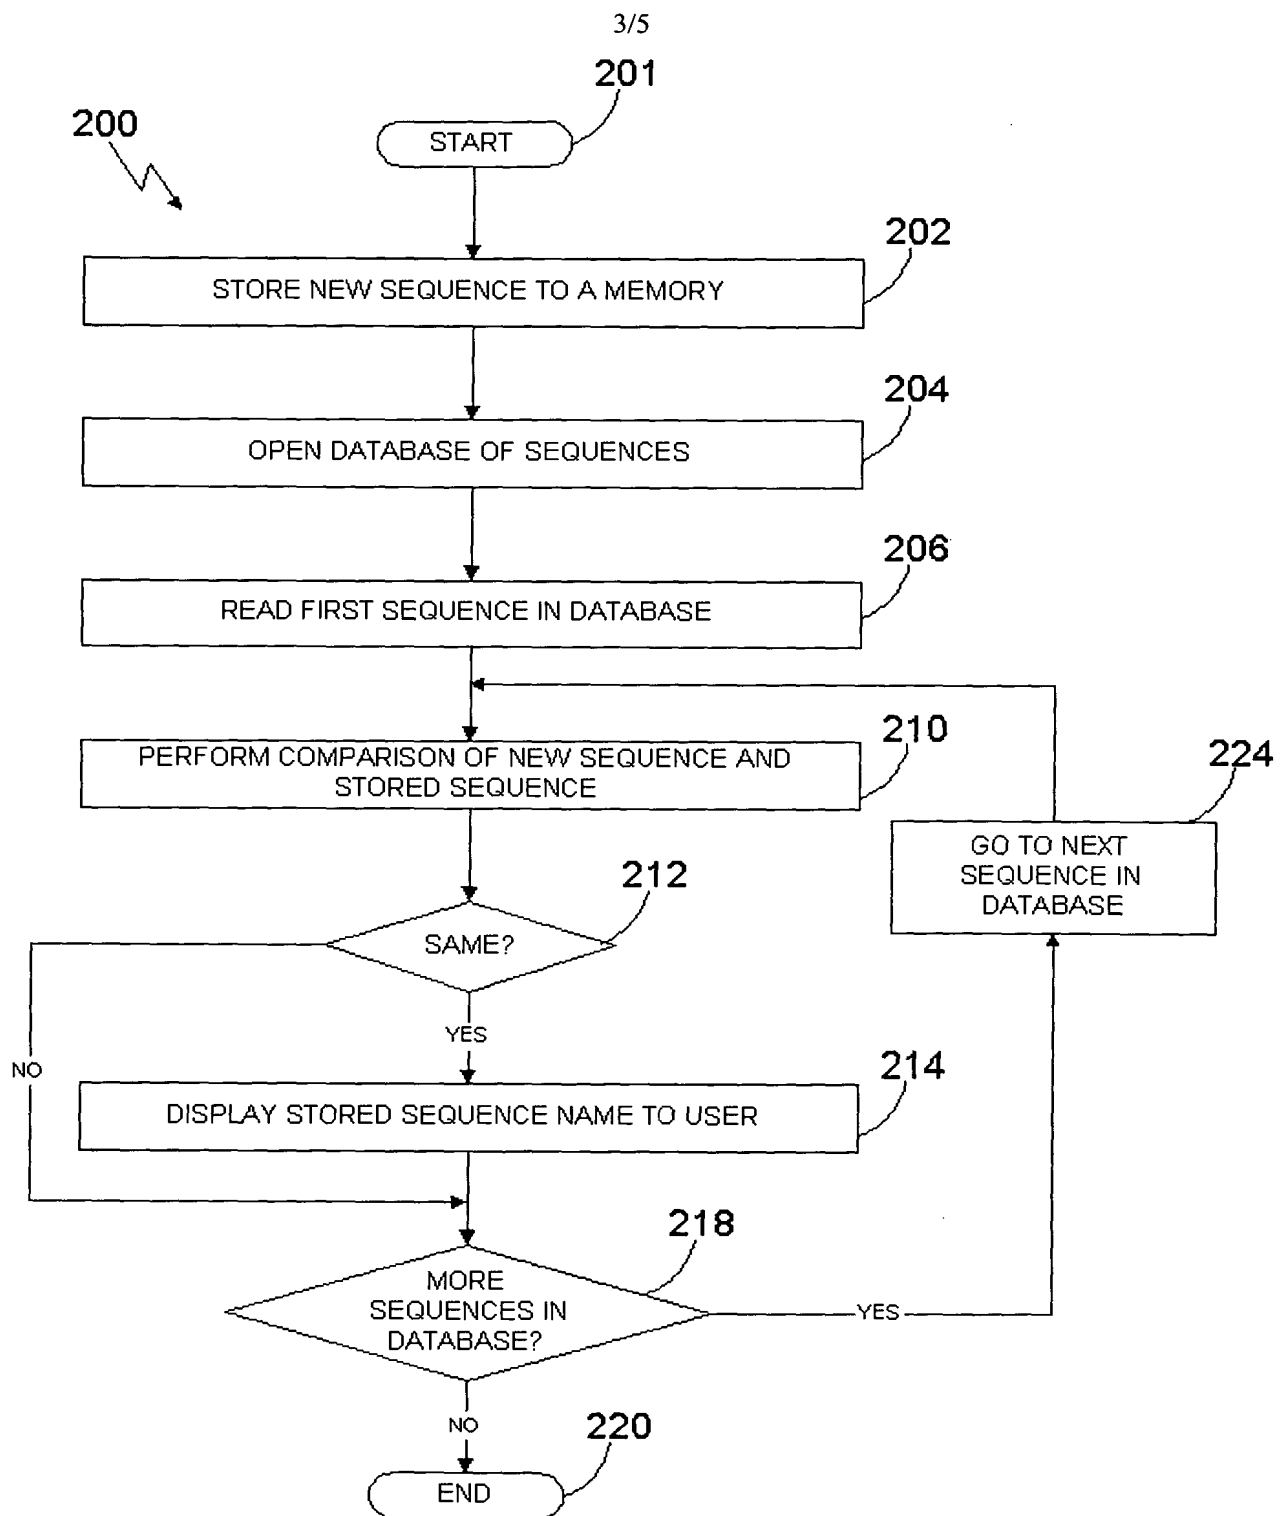 3/5
201
200
START
202
STORE NEW SEQUENCE TO A MEMORY
204
OPEN DATABASE OF SEQUENCES
206
READ FIRST SEQUENCE IN DATABASE
210
PERFORM COMPARISON OF NEW SEQUENCE AND
STORED SEQUENCE
224
GO TO NEXT
SEQUENCE IN
DATABASE
212
SAME?
YES
NO
214
DISPLAY STORED SEQUENCE NAME TO USER
218
MORE
SEQUENCES IN
DATABASE?
YES
NO
220
END